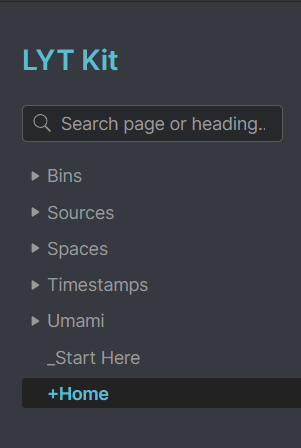 LYT Kit
Search page or heading..
Bins
Sources
Spaces
Timestamps
Umami
_Start Here
+Home